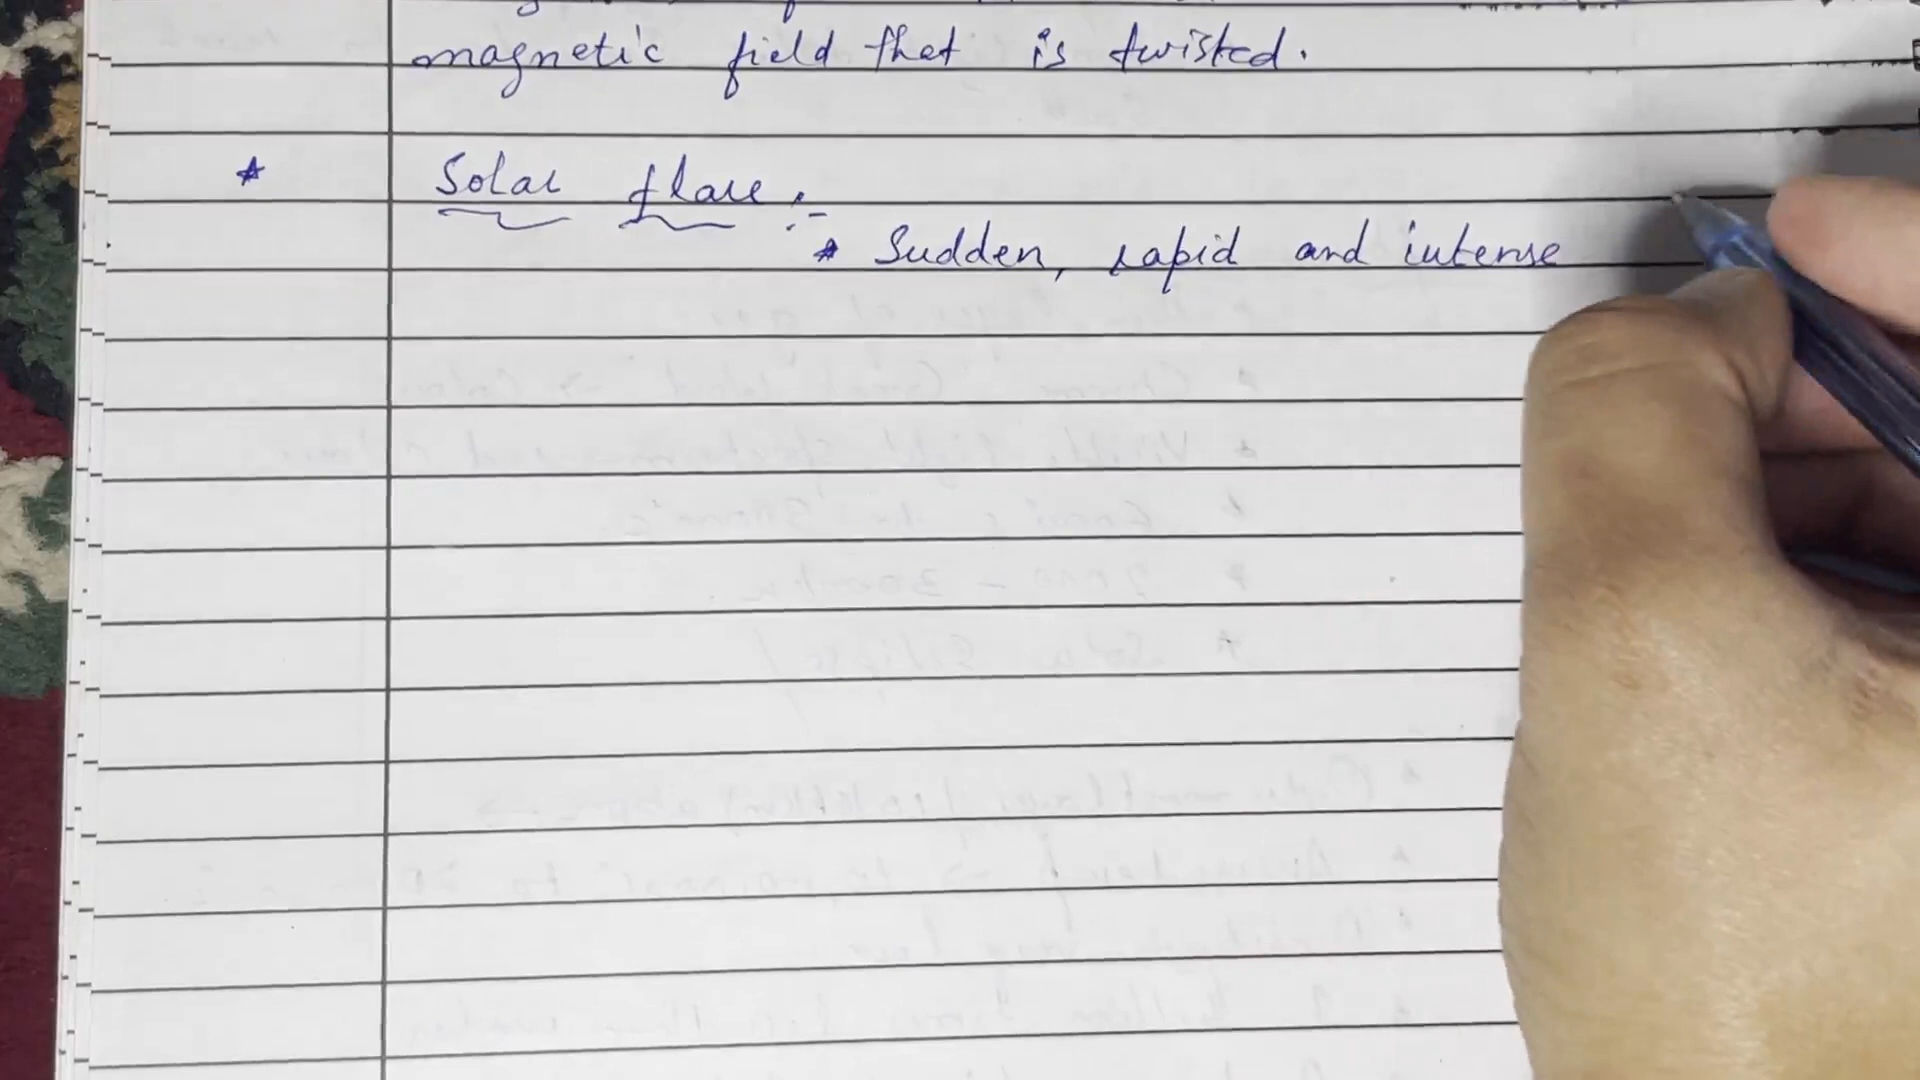 magnetic field that is twisted.
* Solar flare :-
* Sudden, rapid and intense